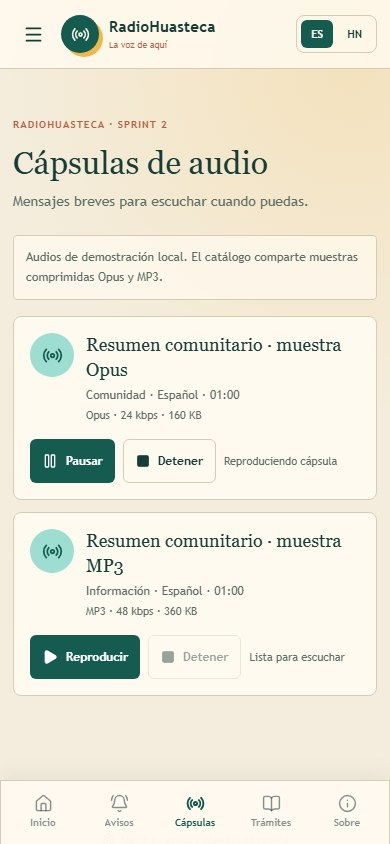 RadioHuasteca
La voz de aquí
ES HN
RADIOHUASTECA · SPRINT 2
Cápsulas de audio
Mensajes breves para escuchar cuando puedas.
Audios de demostración local. El catálogo comparte muestras
comprimidas Opus y MP3.
Resumen comunitario · muestra
Opus
Comunidad · Español · 01:00
Opus · 24 kbps · 160 KB
Pausar Detener Reproduciendo cápsula
Resumen comunitario · muestra
MP3
Información · Español · 01:00
MP3 · 48 kbps · 360 KB
Reproducir Detener Lista para escuchar
Inicio Avisos Cápsulas Trámites Sobre